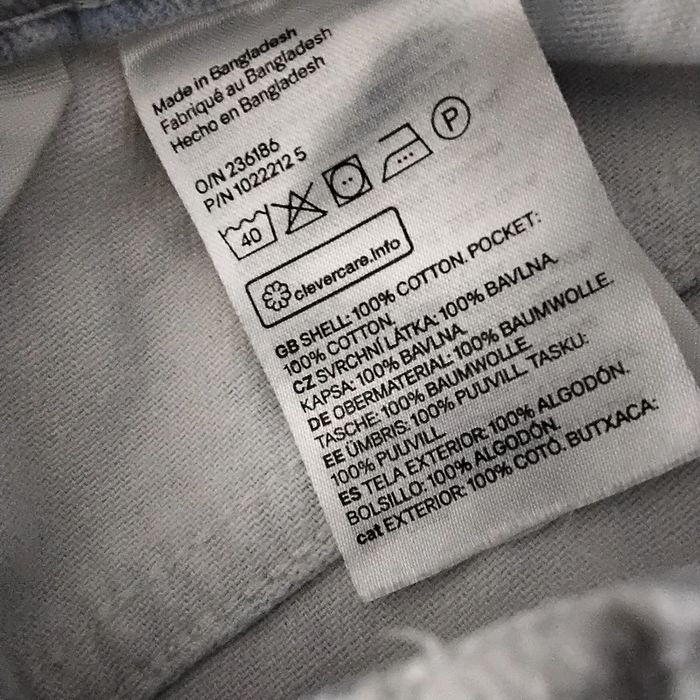 Made in Bangladesh
Fabriqué au Bangladesh
Hecho en Bangladesh
O/N 236186
P/N 1022212 5
40
P
clevercare.info
GB SHELL: 100% COTTON. POCKET:
100% COTTON.
CZ SVRCHNÍ LÁTKA: 100% BAVLNA.
KAPSA: 100% BAVLNA.
DE OBERMATERIAL: 100% BAUMWOLLE.
TASCHE: 100% BAUMWOLLE.
EE ÜMBRIS: 100% PUUVILL. TASKU:
100% PUUVILL.
ES TELA EXTERIOR: 100% ALGODÓN.
BOLSILLO: 100% ALGODÓN.
cat EXTERIOR: 100% COTÓ. BUTXACA: